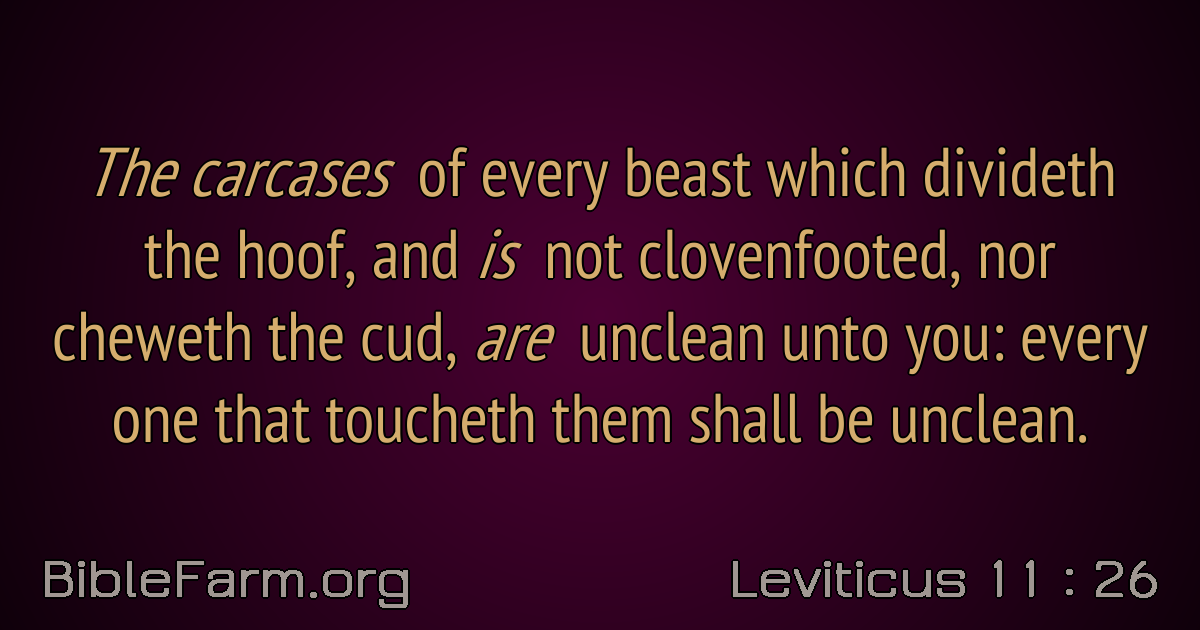 The carcases of every beast which divideth
the hoof, and is not clovenfooted, nor
cheweth the cud, are unclean unto you: every
one that toucheth them shall be unclean.
BibleFarm.org
Leviticus 11 : 26